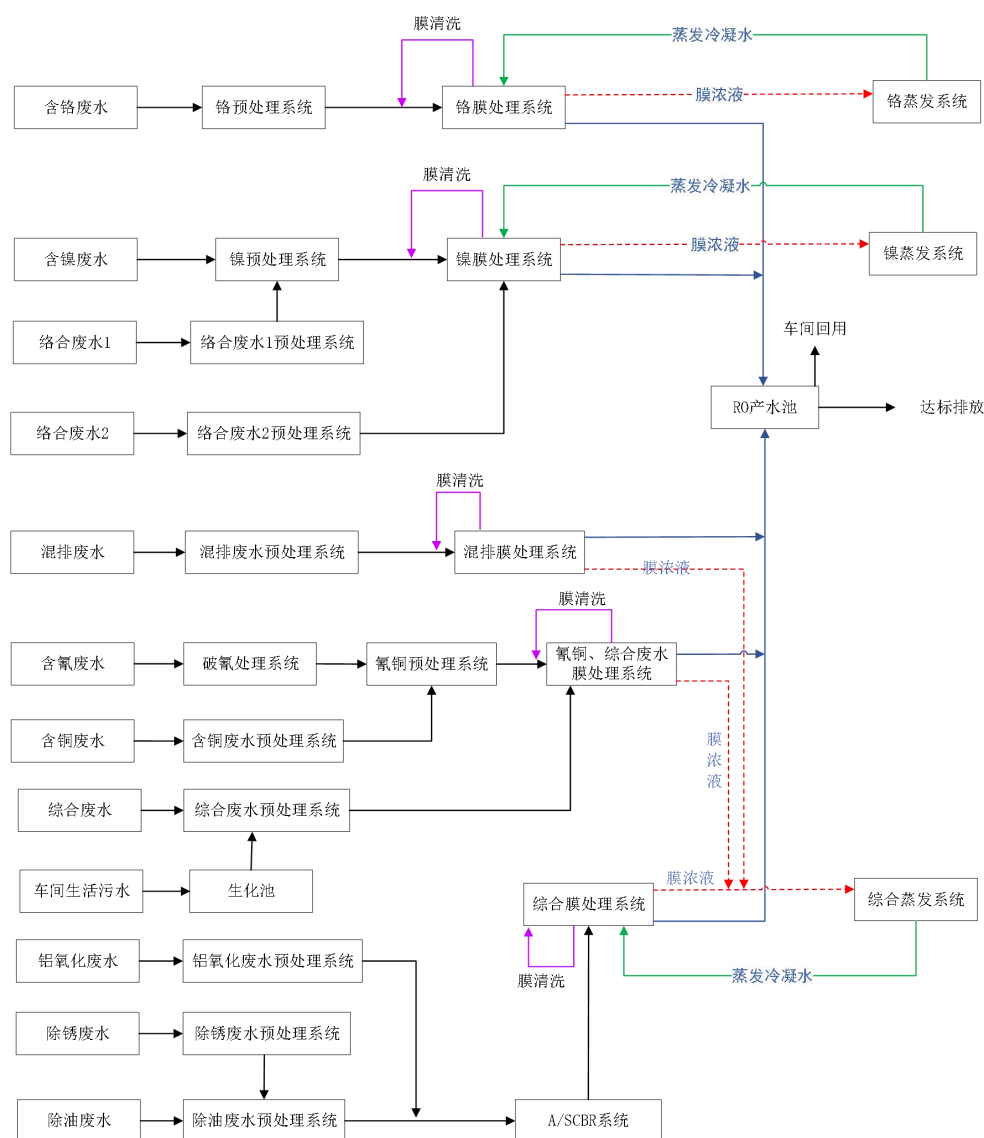 膜清洗
蒸发冷凝水
含铬废水
铬预处理系统
铬膜处理系统
膜浓液
铬蒸发系统
膜清洗
蒸发冷凝水
含镍废水
镍预处理系统
镍膜处理系统
膜浓液
镍蒸发系统
络合废水1
络合废水1预处理系统
车间回用
RO产水池
达标排放
络合废水2
络合废水2预处理系统
膜清洗
混排废水
混排废水预处理系统
混排膜处理系统
膜浓液
膜清洗
含氰废水
破氰处理系统
氰铜预处理系统
氰铜、综合废水
膜处理系统
含铜废水
含铜废水预处理系统
膜
浓
液
综合废水
综合废水预处理系统
车间生活污水
生化池
膜浓液
综合膜处理系统
综合蒸发系统
铝氧化废水
铝氧化废水预处理系统
膜清洗
蒸发冷凝水
除锈废水
除锈废水预处理系统
除油废水
除油废水预处理系统
A/SCBR系统